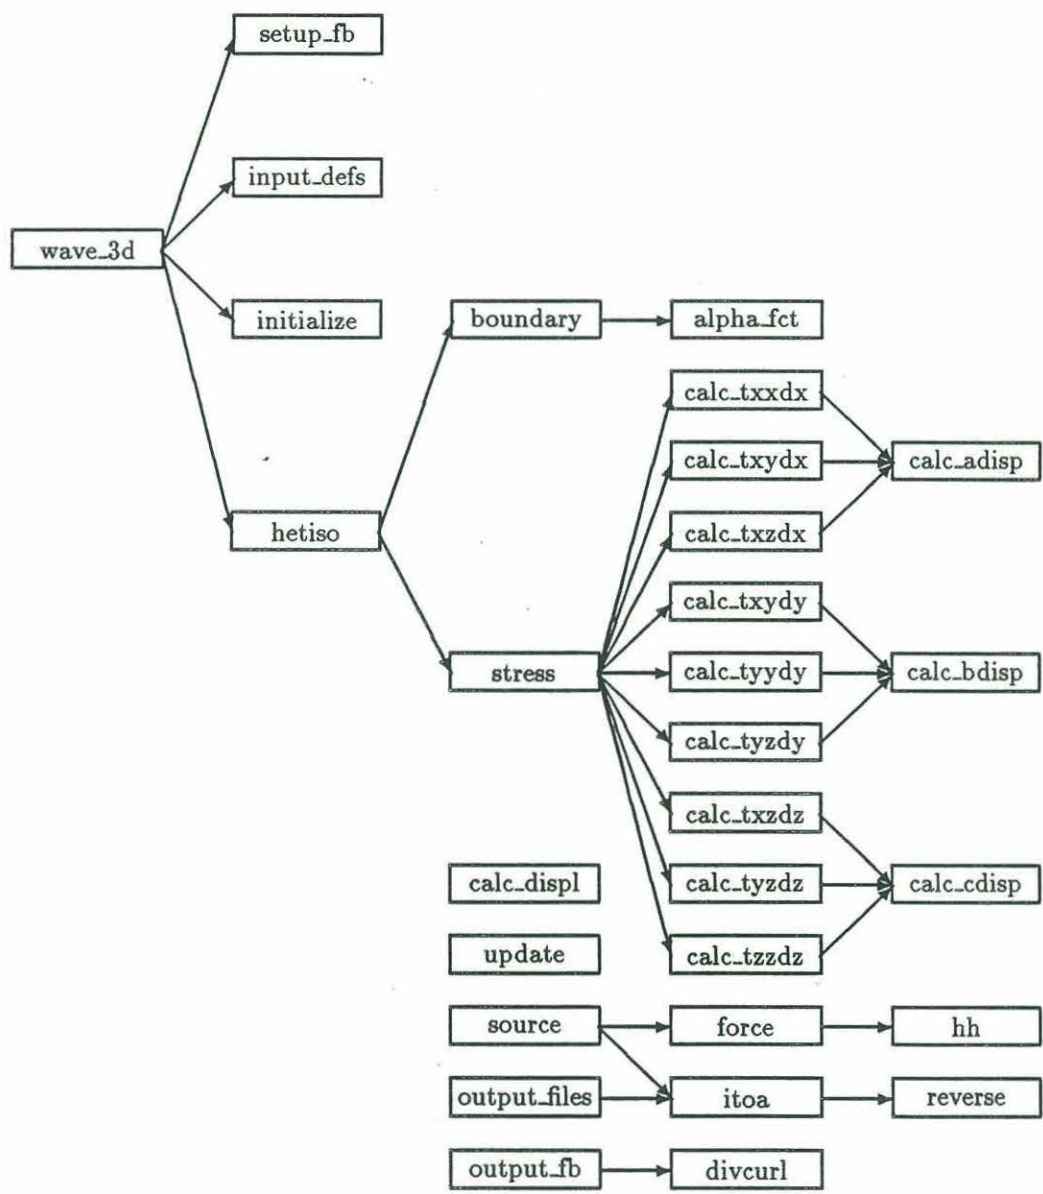 setup_fb
input_defs
wave_3d
initialize
boundary
alpha_fct
calc_txxdx
calc_txydx
calc_adisp
calc_txzdx
hetiso
calc_txydy
stress
calc_tyydy
calc_bdisp
calc_tyzdy
calc_txzdz
calc_displ
calc_tyzdz
calc_cdisp
update
calc_tzzdz
source
force
hh
output_files
itoa
reverse
output_fb
divcurl